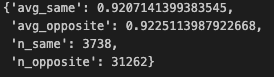 {'avg_same': 0.9207141399383545,
'avg_opposite': 0.9225113987922668,
'n_same': 3738,
'n_opposite': 31262}